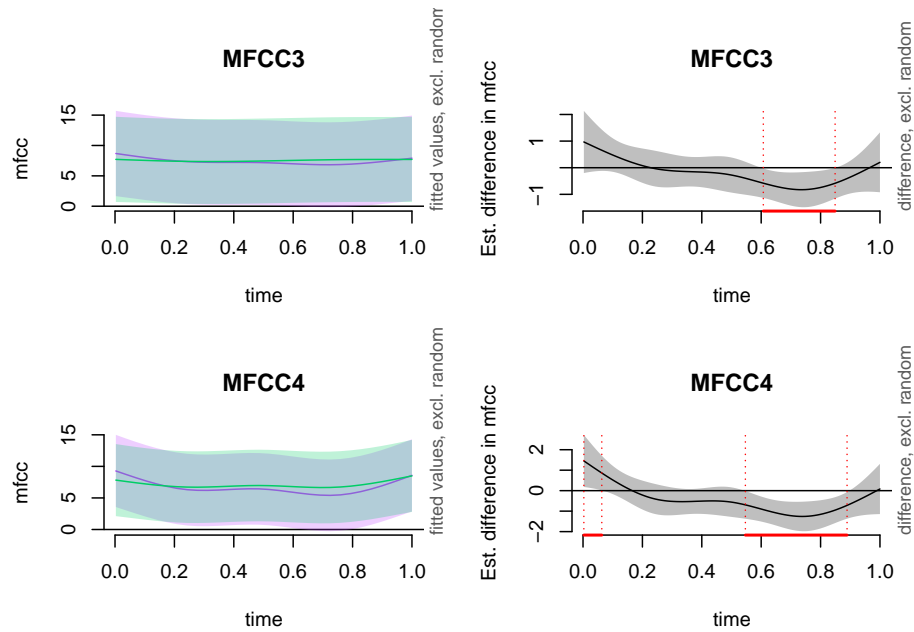 MFCC3
mfcc
15
5
0
0.0 0.2 0.4 0.6 0.8 1.0
time
fitted values, excl. random
MFCC3
Est. difference in mfcc
1
−1
0.0 0.2 0.4 0.6 0.8 1.0
time
difference, excl. random
MFCC4
mfcc
15
5
0
0.0 0.2 0.4 0.6 0.8 1.0
time
fitted values, excl. random
MFCC4
Est. difference in mfcc
2
0
−2
0.0 0.2 0.4 0.6 0.8 1.0
time
difference, excl. random